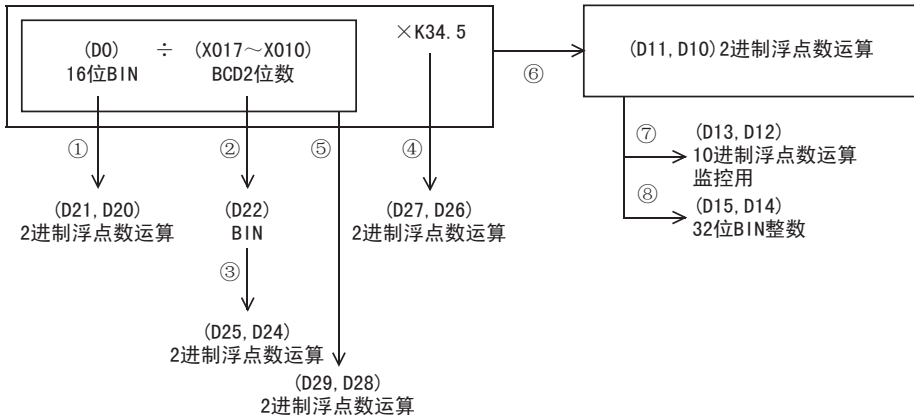 (D0) ÷ (X017～X010) ×K34.5
16位BIN BCD2位数
⑥
(D11, D10) 2进制浮点数运算
① ② ⑤ ④
(D21, D20)
2进制浮点数运算
(D22)
BIN
(D27, D26)
2进制浮点数运算
⑦
(D13, D12)
10进制浮点数运算
监控用
⑧
(D15, D14)
32位BIN整数
③
(D25, D24)
2进制浮点数运算
(D29, D28)
2进制浮点数运算